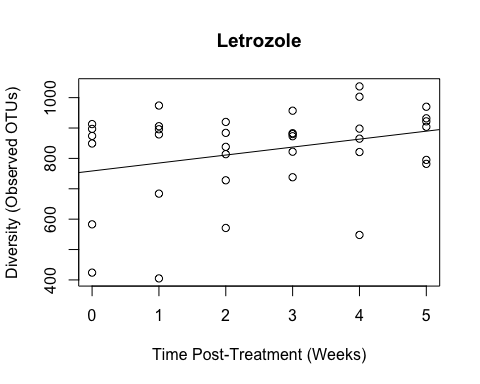 Letrozole
Diversity (Observed OTUs)
1000
800
600
400
0 1 2 3 4 5
Time Post-Treatment (Weeks)